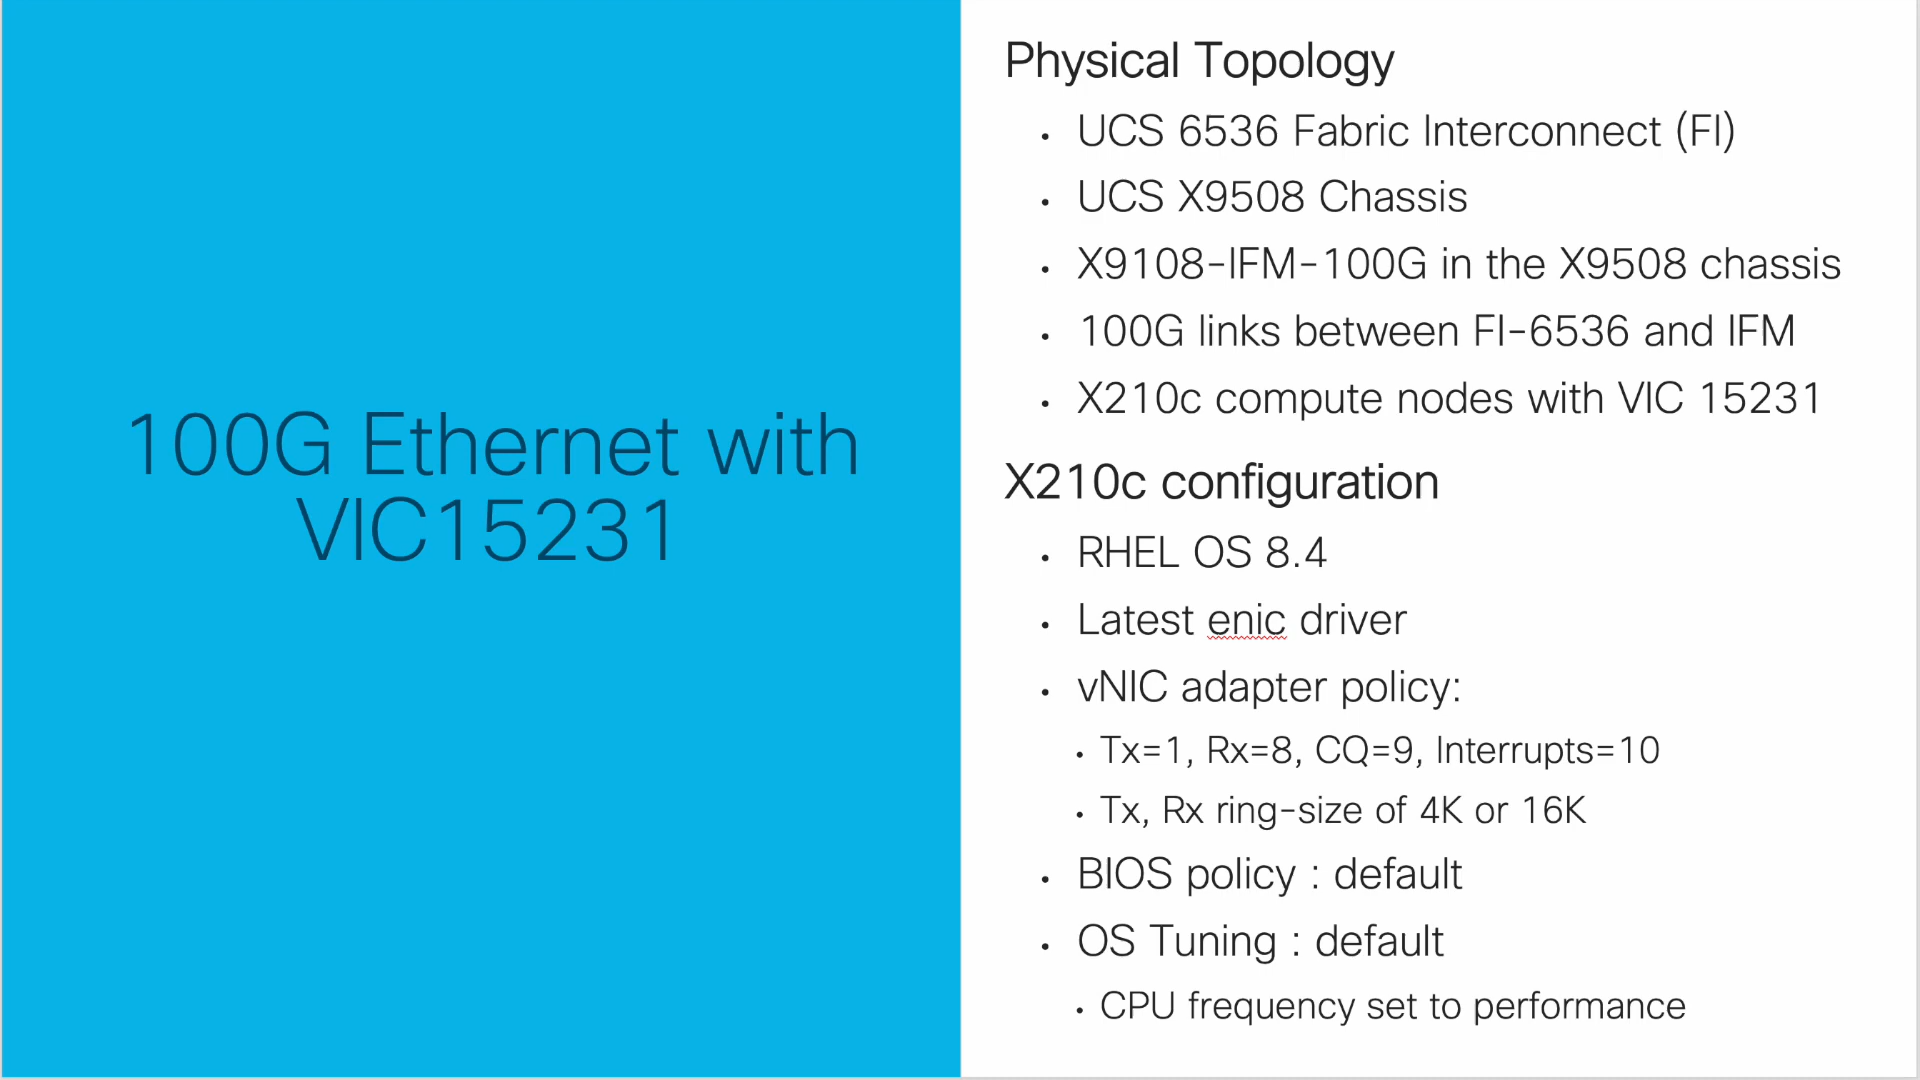 100G Ethernet with
VIC15231
Physical Topology
• UCS 6536 Fabric Interconnect (FI)
• UCS X9508 Chassis
• X9108-IFM-100G in the X9508 chassis
• 100G links between FI-6536 and IFM
• X210c compute nodes with VIC 15231
X210c configuration
• RHEL OS 8.4
• Latest enic driver
• vNIC adapter policy:
• Tx=1, Rx=8, CQ=9, Interrupts=10
• Tx, Rx ring-size of 4K or 16K
• BIOS policy : default
• OS Tuning : default
• CPU frequency set to performance